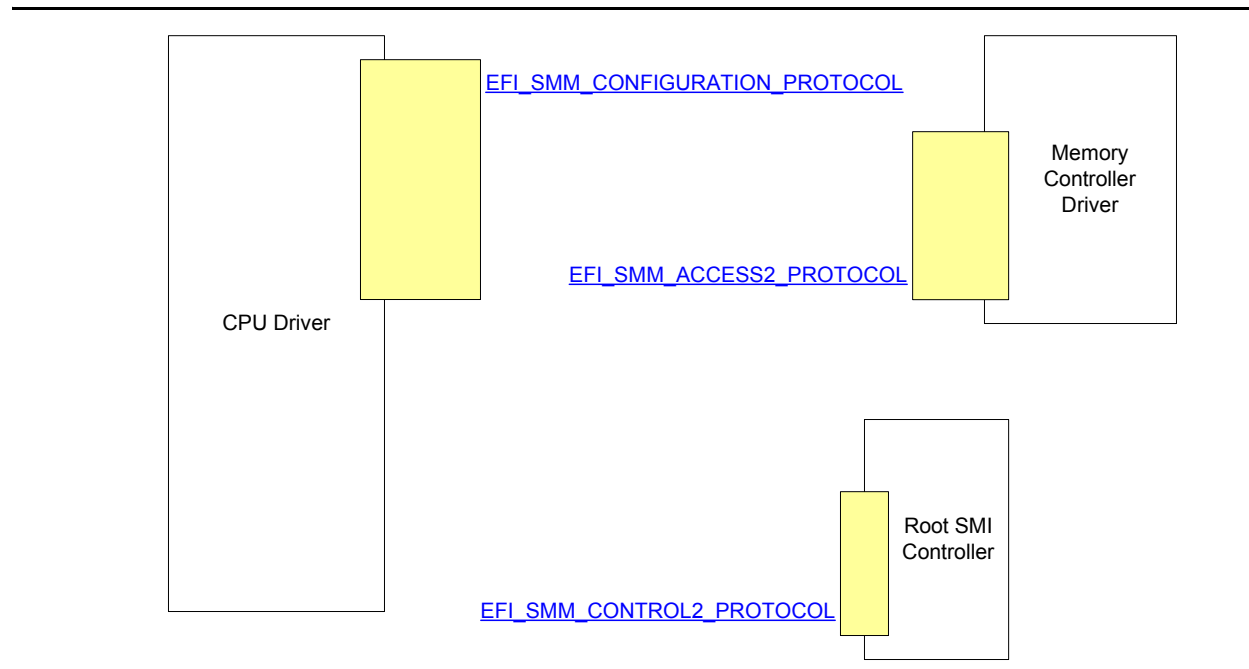 EFI_SMM_CONFIGURATION_PROTOCOL
Memory
Controller
Driver
EFI_SMM_ACCESS2_PROTOCOL
CPU Driver
Root SMI
Controller
EFI_SMM_CONTROL2_PROTOCOL